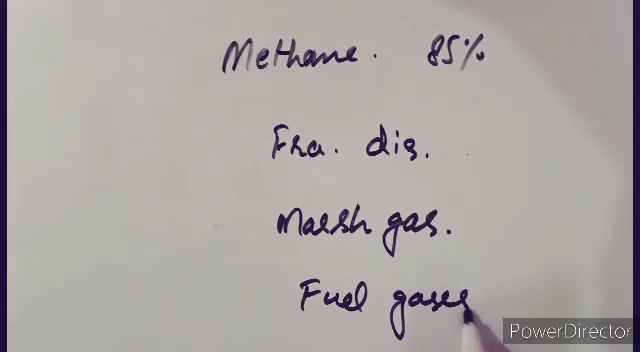 Methane. 85%
Fra. dis.
Marsh gas.
Fuel gases
PowerDirector